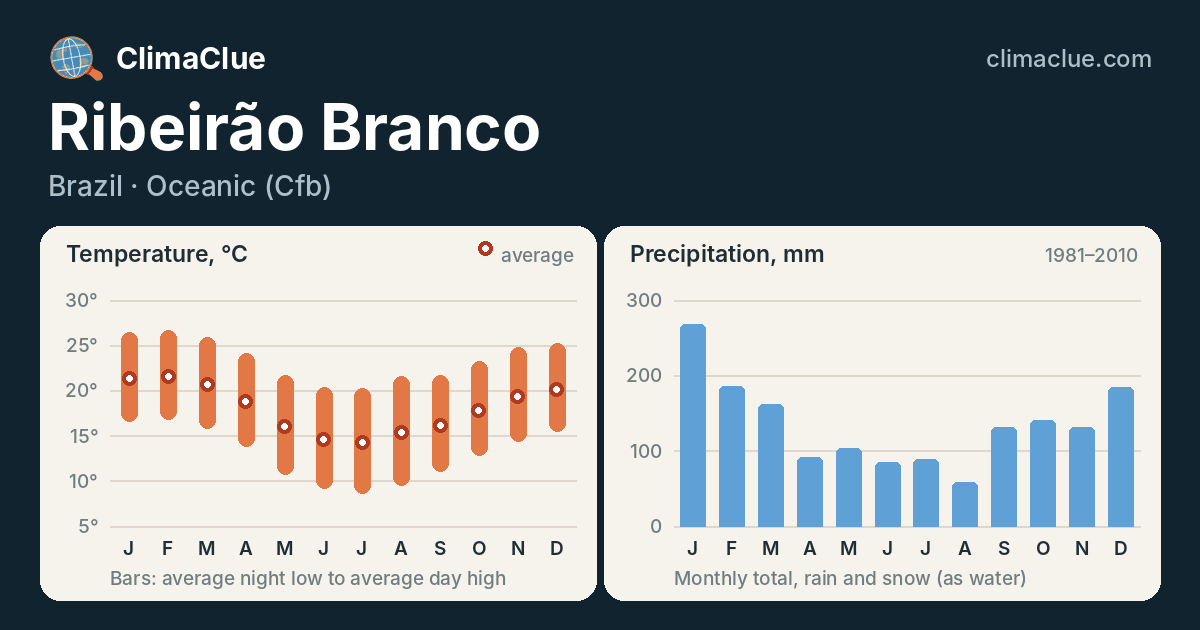 ClimaClue
climaclue.com
Ribeirão Branco
Brazil · Oceanic (Cfb)
Temperature, °C
average
30°
25°
20°
15°
10°
5°
J F M A M J J A S O N D
Bars: average night low to average day high
Precipitation, mm
1981–2010
300
200
100
0
J F M A M J J A S O N D
Monthly total, rain and snow (as water)